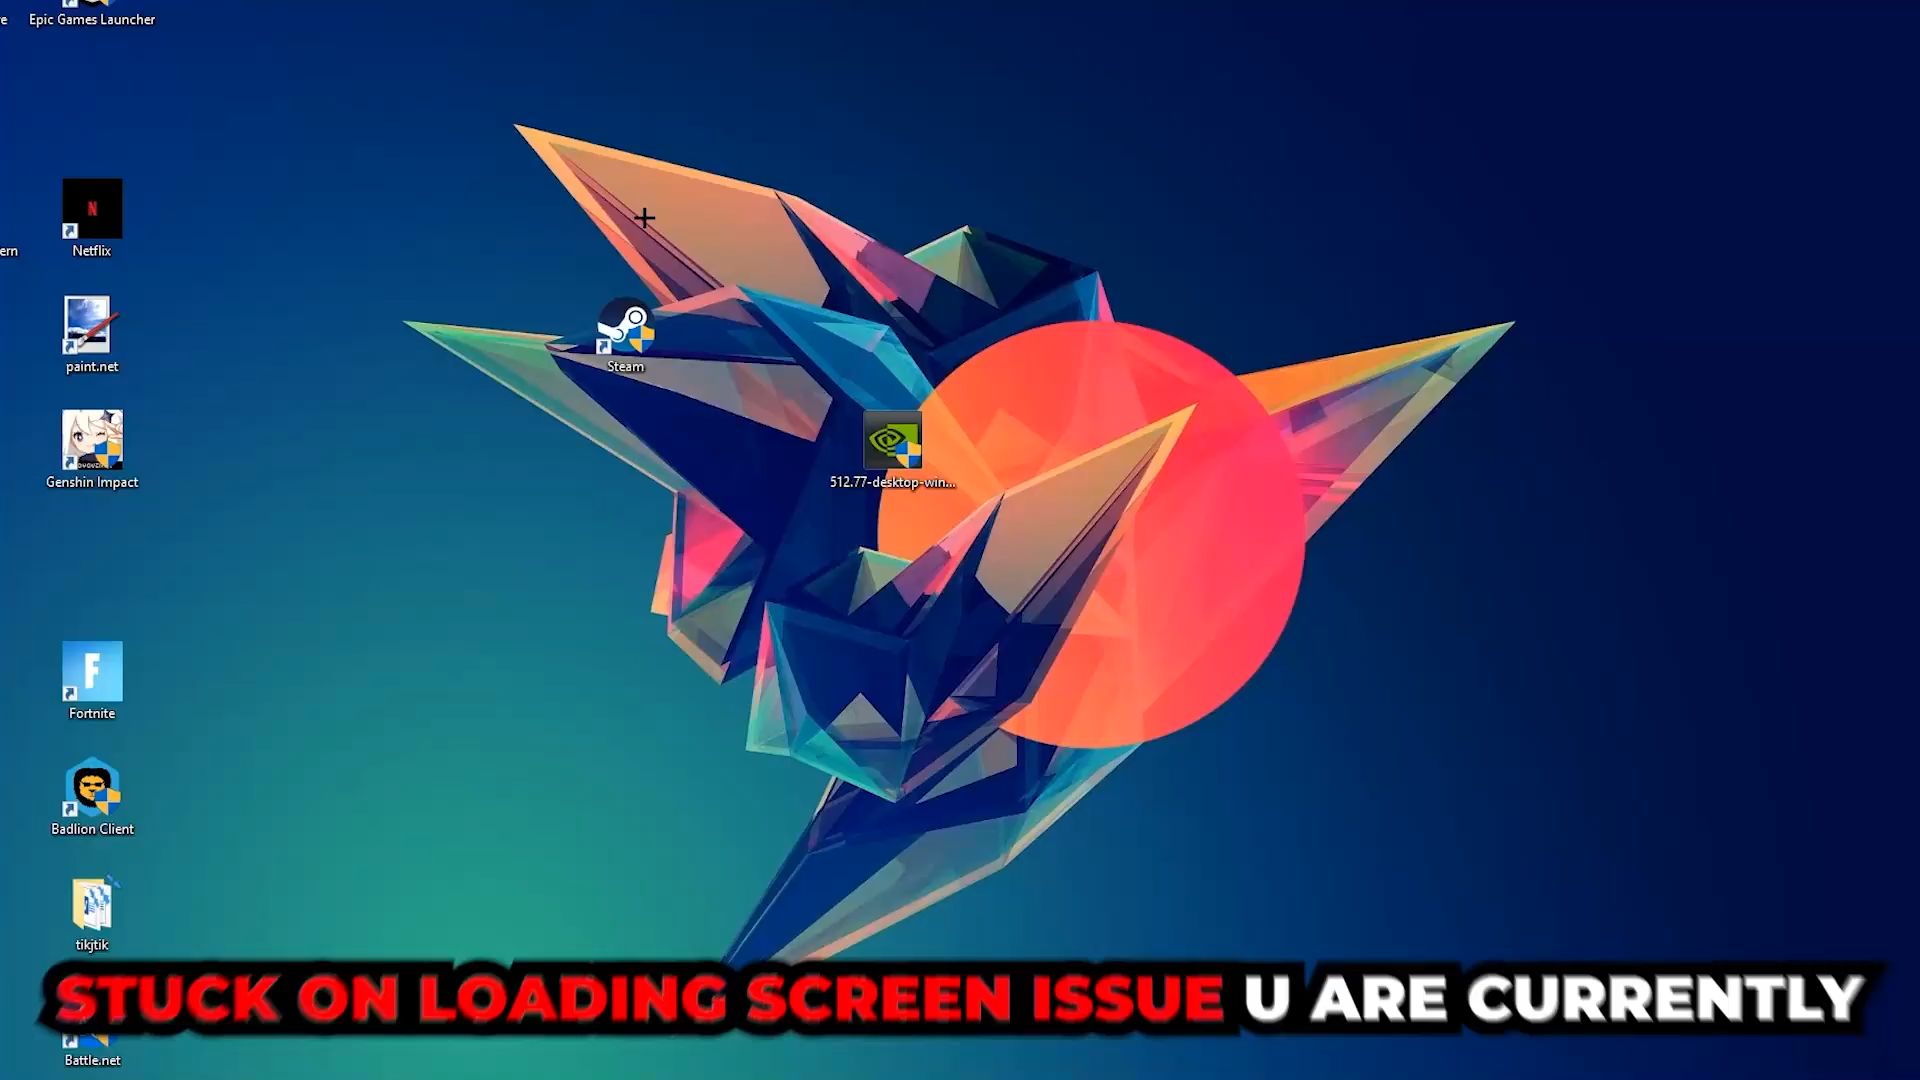 Epic Games Launcher
Netflix
ern
paint.net
Steam
Genshin Impact
512.77-desktop-win...
Fortnite
Badlion Client
tikjtik
STUCK ON LOADING SCREEN ISSUE U ARE CURRENTLY
Battle.net